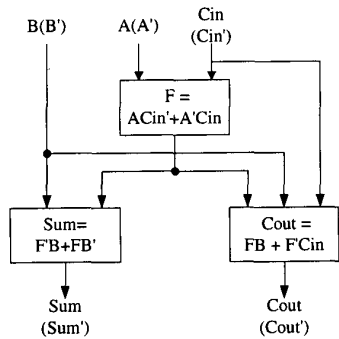 B(B')
A(A')
Cin
(Cin')
F =
ACin'+A'Cin
Sum=
F'B+FB'
Cout =
FB + F'Cin
Sum
(Sum')
Cout
(Cout')